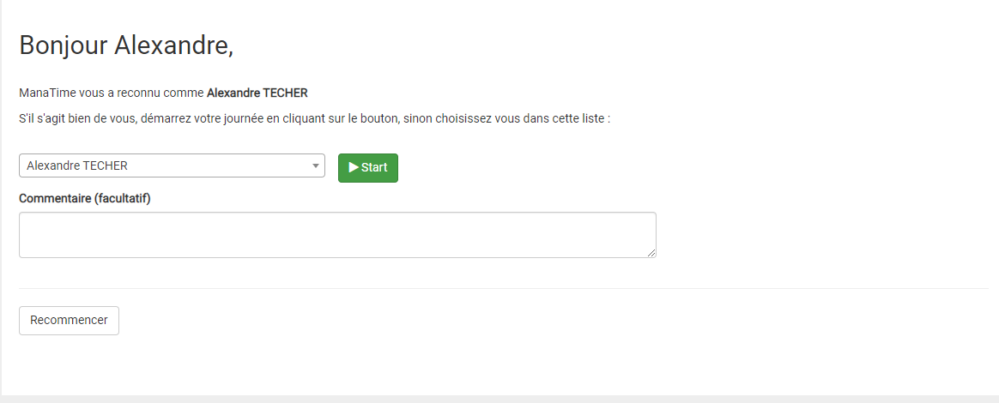 Bonjour Alexandre,
ManaTime vous a reconnu comme Alexandre TECHER
S'il s'agit bien de vous, démarrez votre journée en cliquant sur le bouton, sinon choisissez vous dans cette liste :
Alexandre TECHER
Start
Commentaire (facultatif)
Recommencer